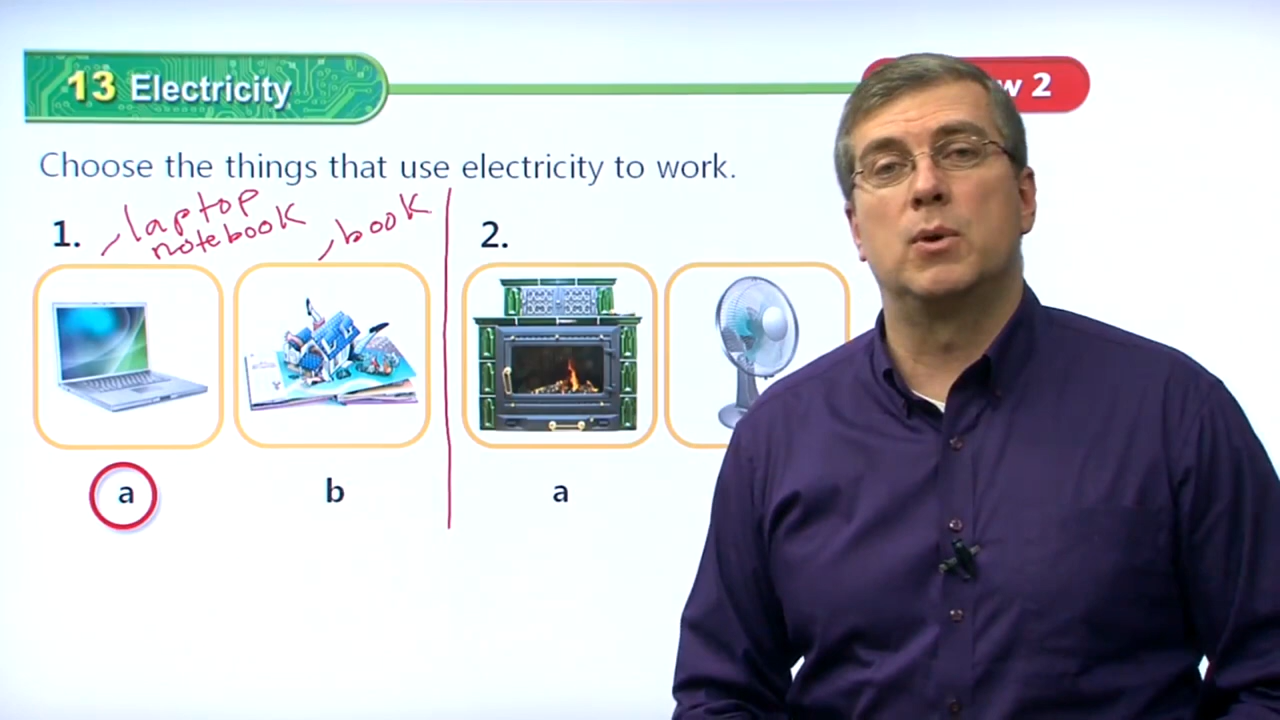 13 Electricity
w 2
Choose the things that use electricity to work.
1.
laptop
notebook
book
2.
a
b
a